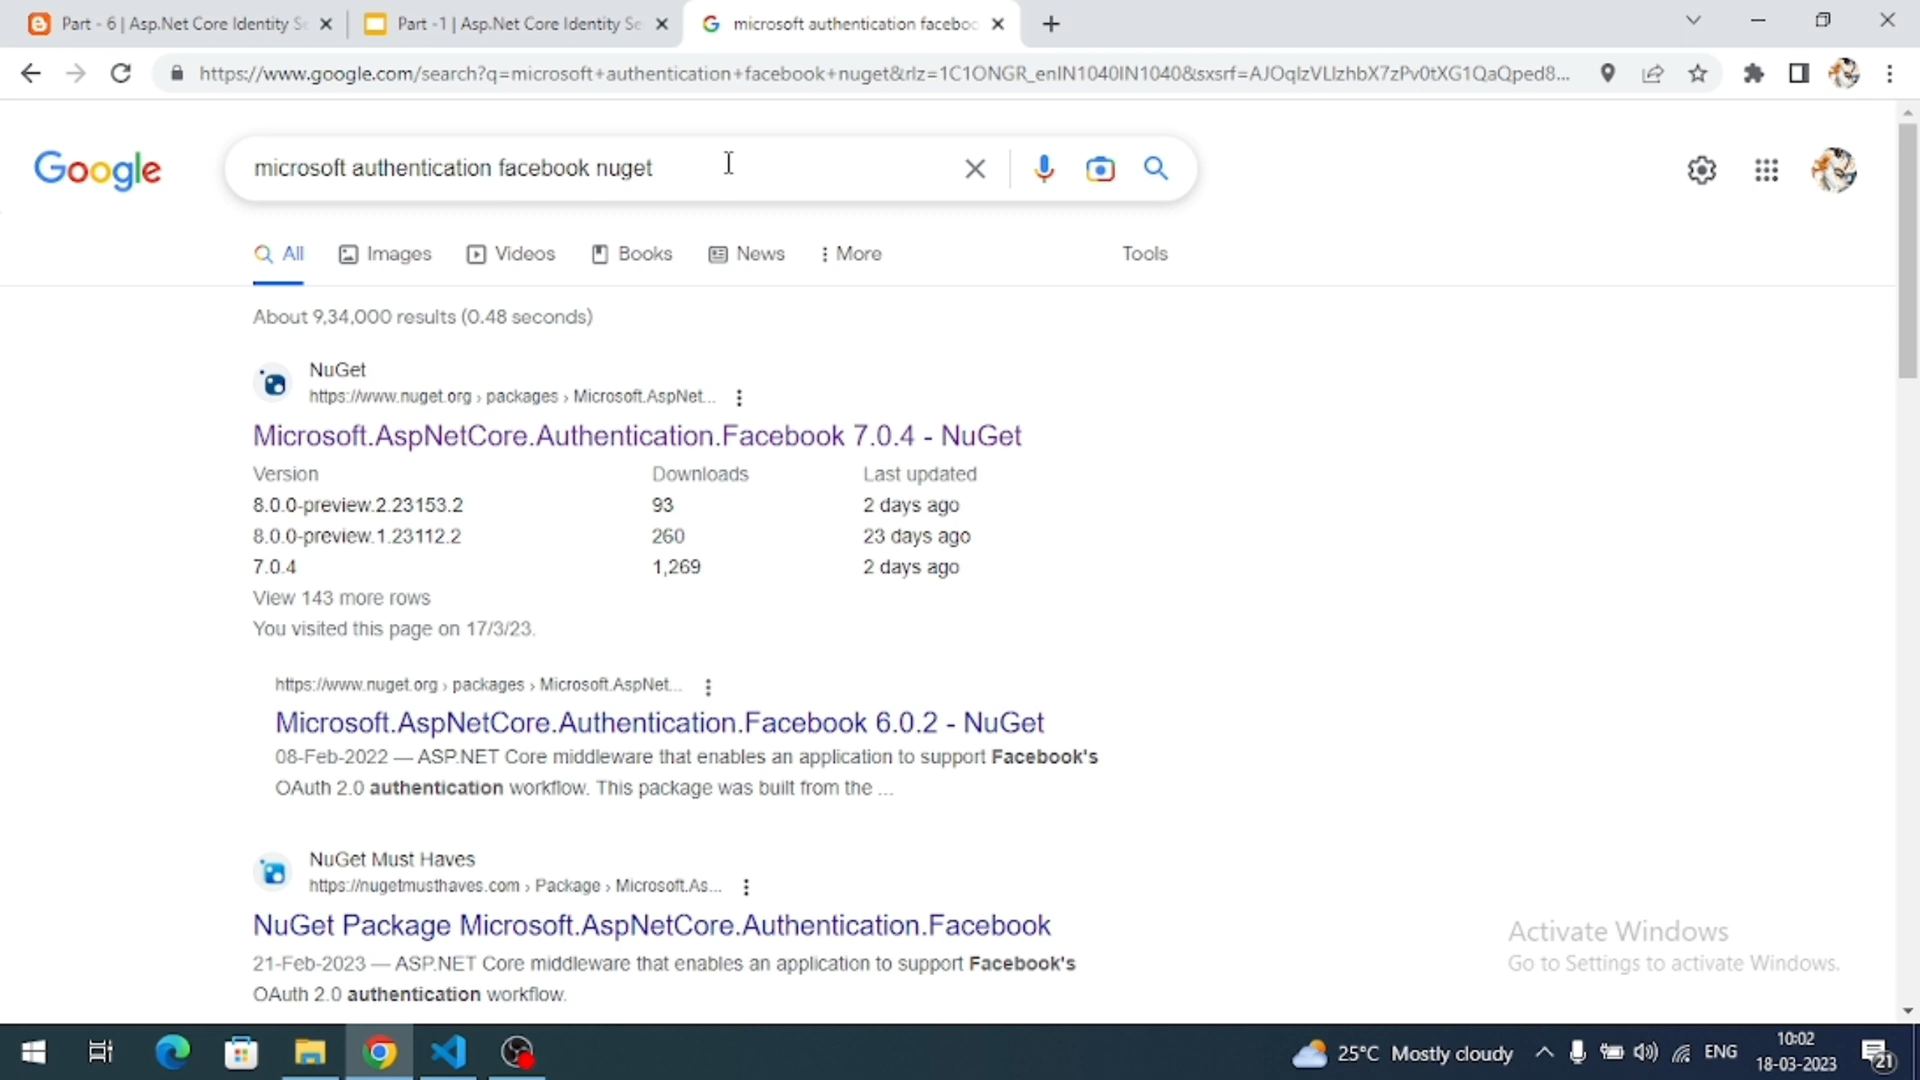 Part - 6 | Asp.Net Core Identity Se
Part -1 | Asp.Net Core Identity Se
microsoft authentication faceboo
https://www.google.com/search?q=microsoft+authentication+facebook+nuget&rlz=1C1ONGR_enIN1040IN1040&sxsrf=AJOqlzVLlzhbX7zPv0tXG1QaQped8...
Google
microsoft authentication facebook nuget
All
Images
Videos
Books
News
More
Tools
About 9,34,000 results (0.48 seconds)
NuGet
https://www.nuget.org › packages › Microsoft.AspNet...
Microsoft.AspNetCore.Authentication.Facebook 7.0.4 - NuGet
Version Downloads Last updated
8.0.0-preview.2.23153.2 93 2 days ago
8.0.0-preview.1.23112.2 260 23 days ago
7.0.4 1,269 2 days ago
View 143 more rows
You visited this page on 17/3/23.
https://www.nuget.org › packages › Microsoft.AspNet...
Microsoft.AspNetCore.Authentication.Facebook 6.0.2 - NuGet
08-Feb-2022 — ASP.NET Core middleware that enables an application to support Facebook's
OAuth 2.0 authentication workflow. This package was built from the ...
NuGet Must Haves
https://nugetmusthaves.com › Package › Microsoft.As...
NuGet Package Microsoft.AspNetCore.Authentication.Facebook
21-Feb-2023 — ASP.NET Core middleware that enables an application to support Facebook's
OAuth 2.0 authentication workflow.
Activate Windows
Go to Settings to activate Windows.
25°C Mostly cloudy
ENG
10:02
18-03-2023
21